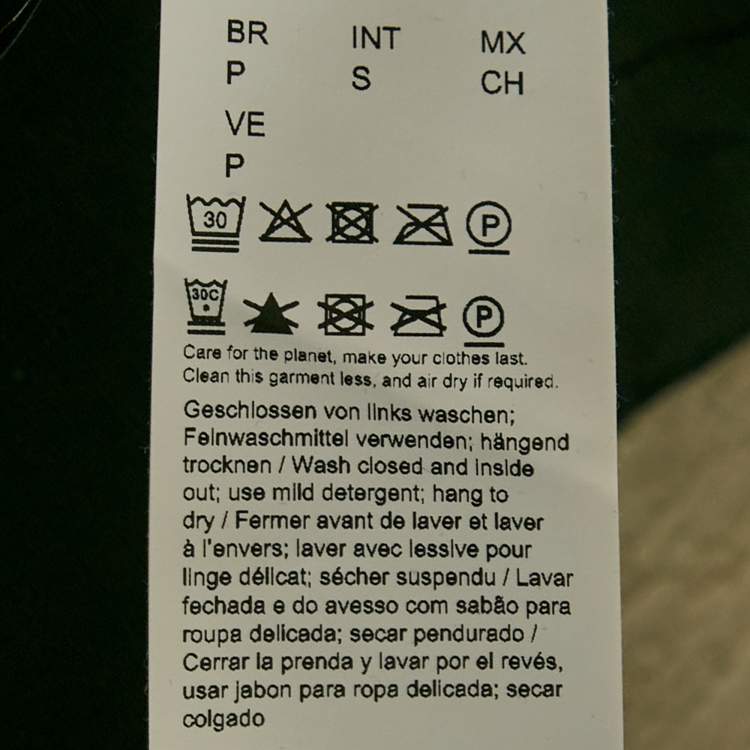 BR INT MX
P S CH
VE
P
30 P
30C P
Care for the planet, make your clothes last.
Clean this garment less, and air dry if required.
Geschlossen von links waschen;
Feinwaschmittel verwenden; hängend
trocknen / Wash closed and inside
out; use mild detergent; hang to
dry / Fermer avant de laver et laver
à l'envers; laver avec lessive pour
linge délicat; sécher suspendu / Lavar
fechada e do avesso com sabão para
roupa delicada; secar pendurado /
Cerrar la prenda y lavar por el revés,
usar jabon para ropa delicada; secar
colgado